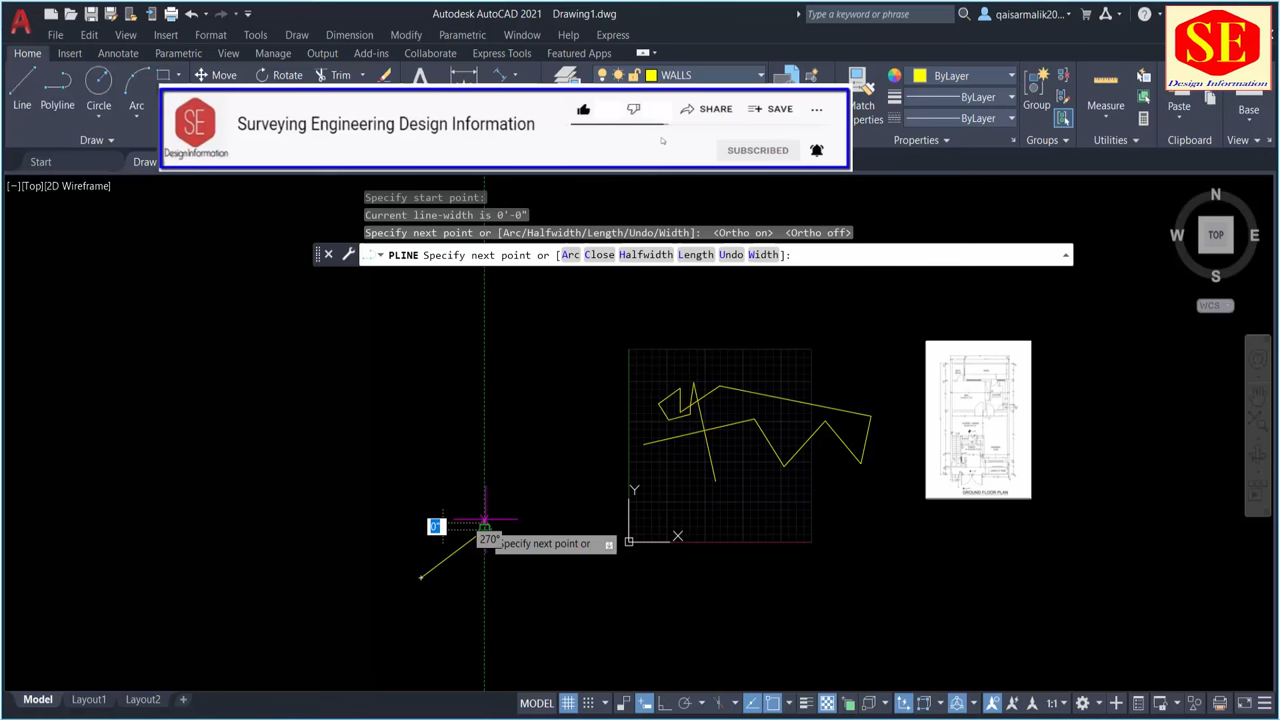 Autodesk AutoCAD 2021 Drawing1.dwg
Type a keyword or phrase
qaisarmalik20...
SE
Design Information
File Edit View Insert Format Tools Draw Dimension Modify Parametric Window Help Express
Home Insert Annotate Parametric View Manage Output Add-ins Collaborate Express Tools Featured Apps
Move Rotate Trim
WALLS
ByLayer
ByLayer
ByLayer
Line Polyline Circle Arc
Match
Properties
Group
Measure
Paste
Base
Draw
Properties Groups Utilities Clipboard View
SE
Design Information
Surveying Engineering Design Information
SHARE SAVE
SUBSCRIBED
Start
Draw
[−][Top][2D Wireframe]
Specify start point:
Current line-width is 0'-0"
Specify next point or [Arc/Halfwidth/Length/Undo/Width]: <Ortho on> <Ortho off>
PLINE Specify next point or [Arc Close Halfwidth Length Undo Width]:
N
W TOP E
S
WCS
GROUND FLOOR PLAN
Y
X
0"
270°
Specify next point or
Model Layout1 Layout2 +
MODEL
1:1